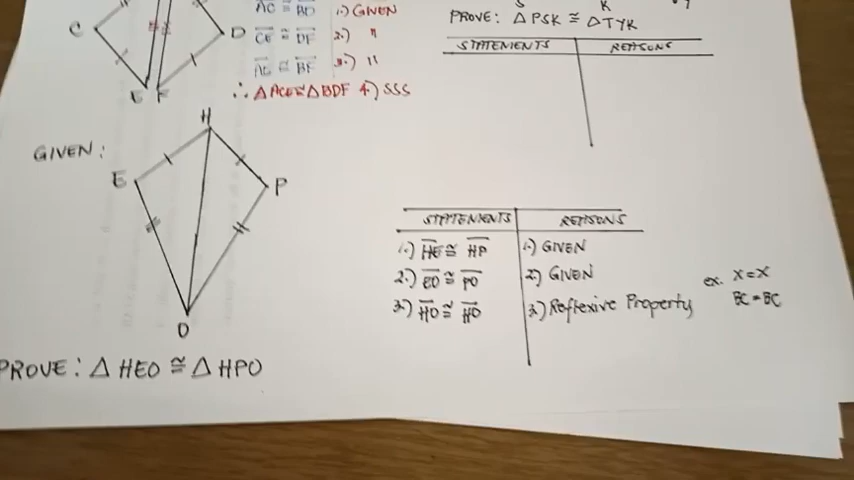 C
D
E F
AC ≅ BD 1.) GIVEN
CE ≅ DF 2.) "
AE ≅ BF 3.) "
∴ △ACE ≅ △BDF 4.) SSS
K
PROVE: △ PSK ≅ △TYK
STATEMENTS REASONS
GIVEN:
H
E
P
O
PROVE: △ HEO ≅ △ HPO
STATEMENTS REASONS
1.) HE ≅ HP 1.) GIVEN
2.) EO ≅ PO 2.) GIVEN
3.) HO ≅ HO 3.) Reflexive Property
ex. X = X
BC = BC